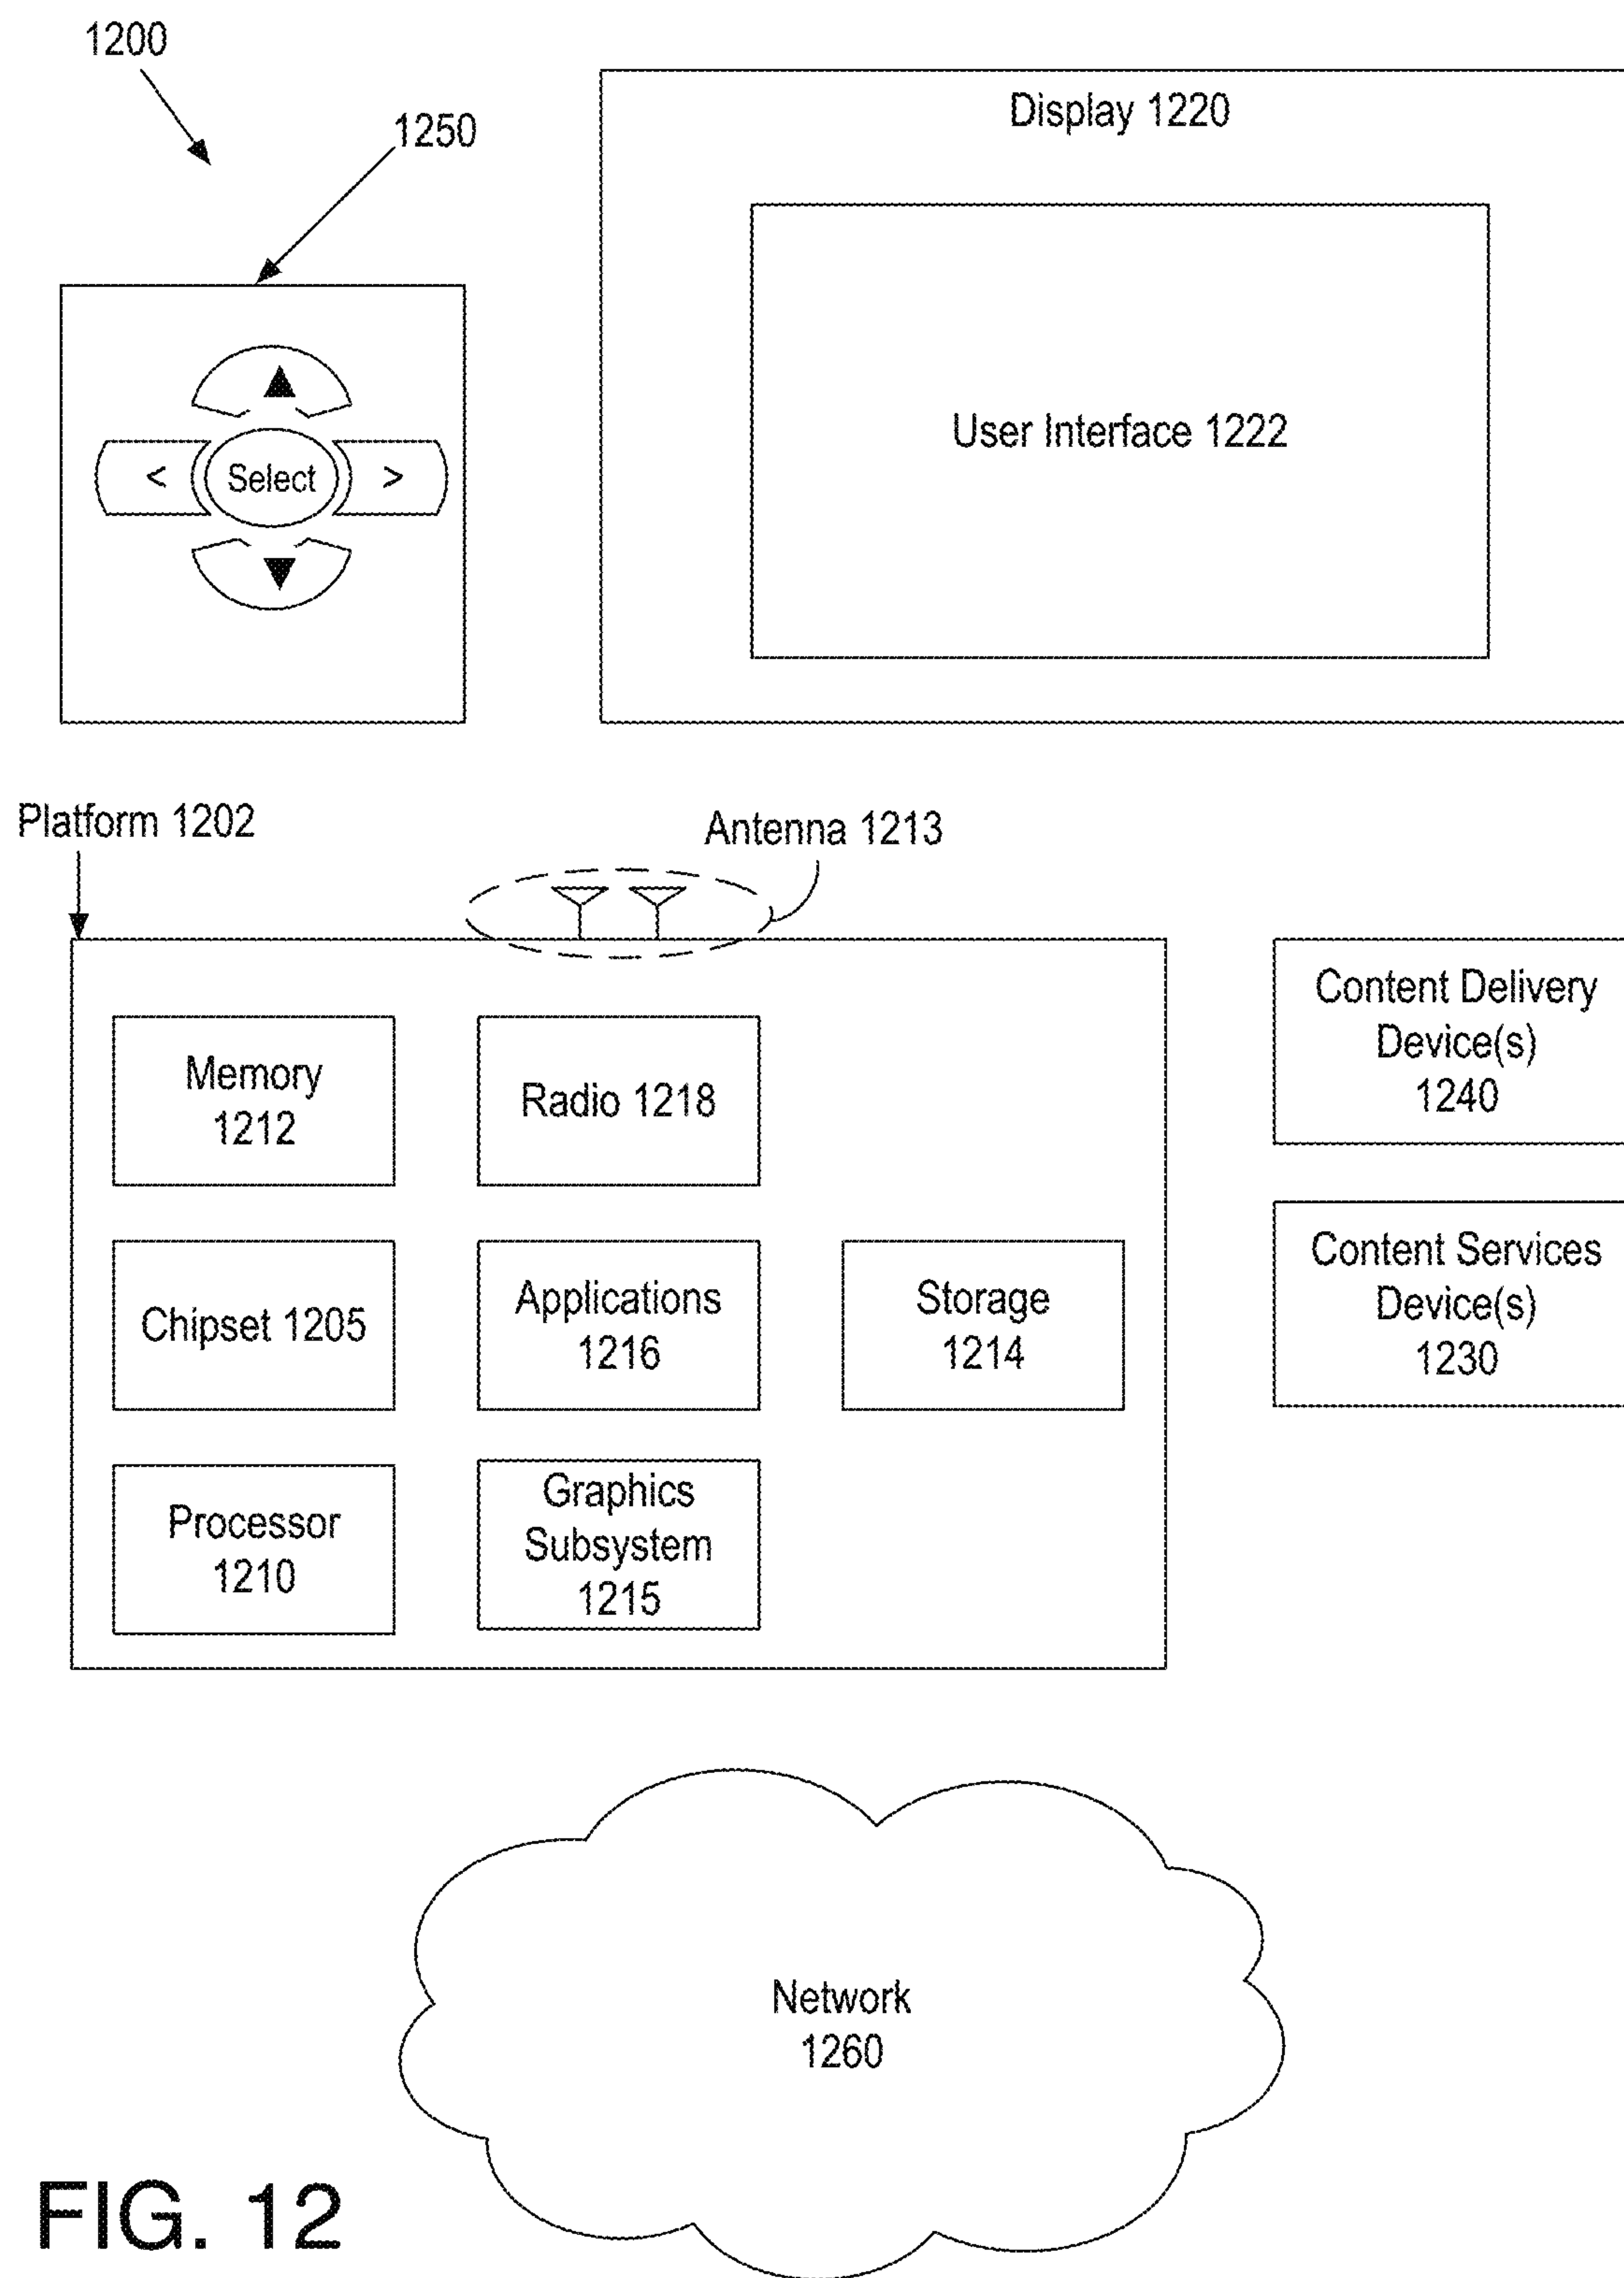 1200
1250
Display 1220
User Interface 1222
<
Select
>
Platform 1202
Antenna 1213
Memory
1212
Radio 1218
Content Delivery
Device(s)
1240
Chipset 1205
Applications
1216
Storage
1214
Content Services
Device(s)
1230
Processor
1210
Graphics
Subsystem
1215
Network
1260
FIG. 12